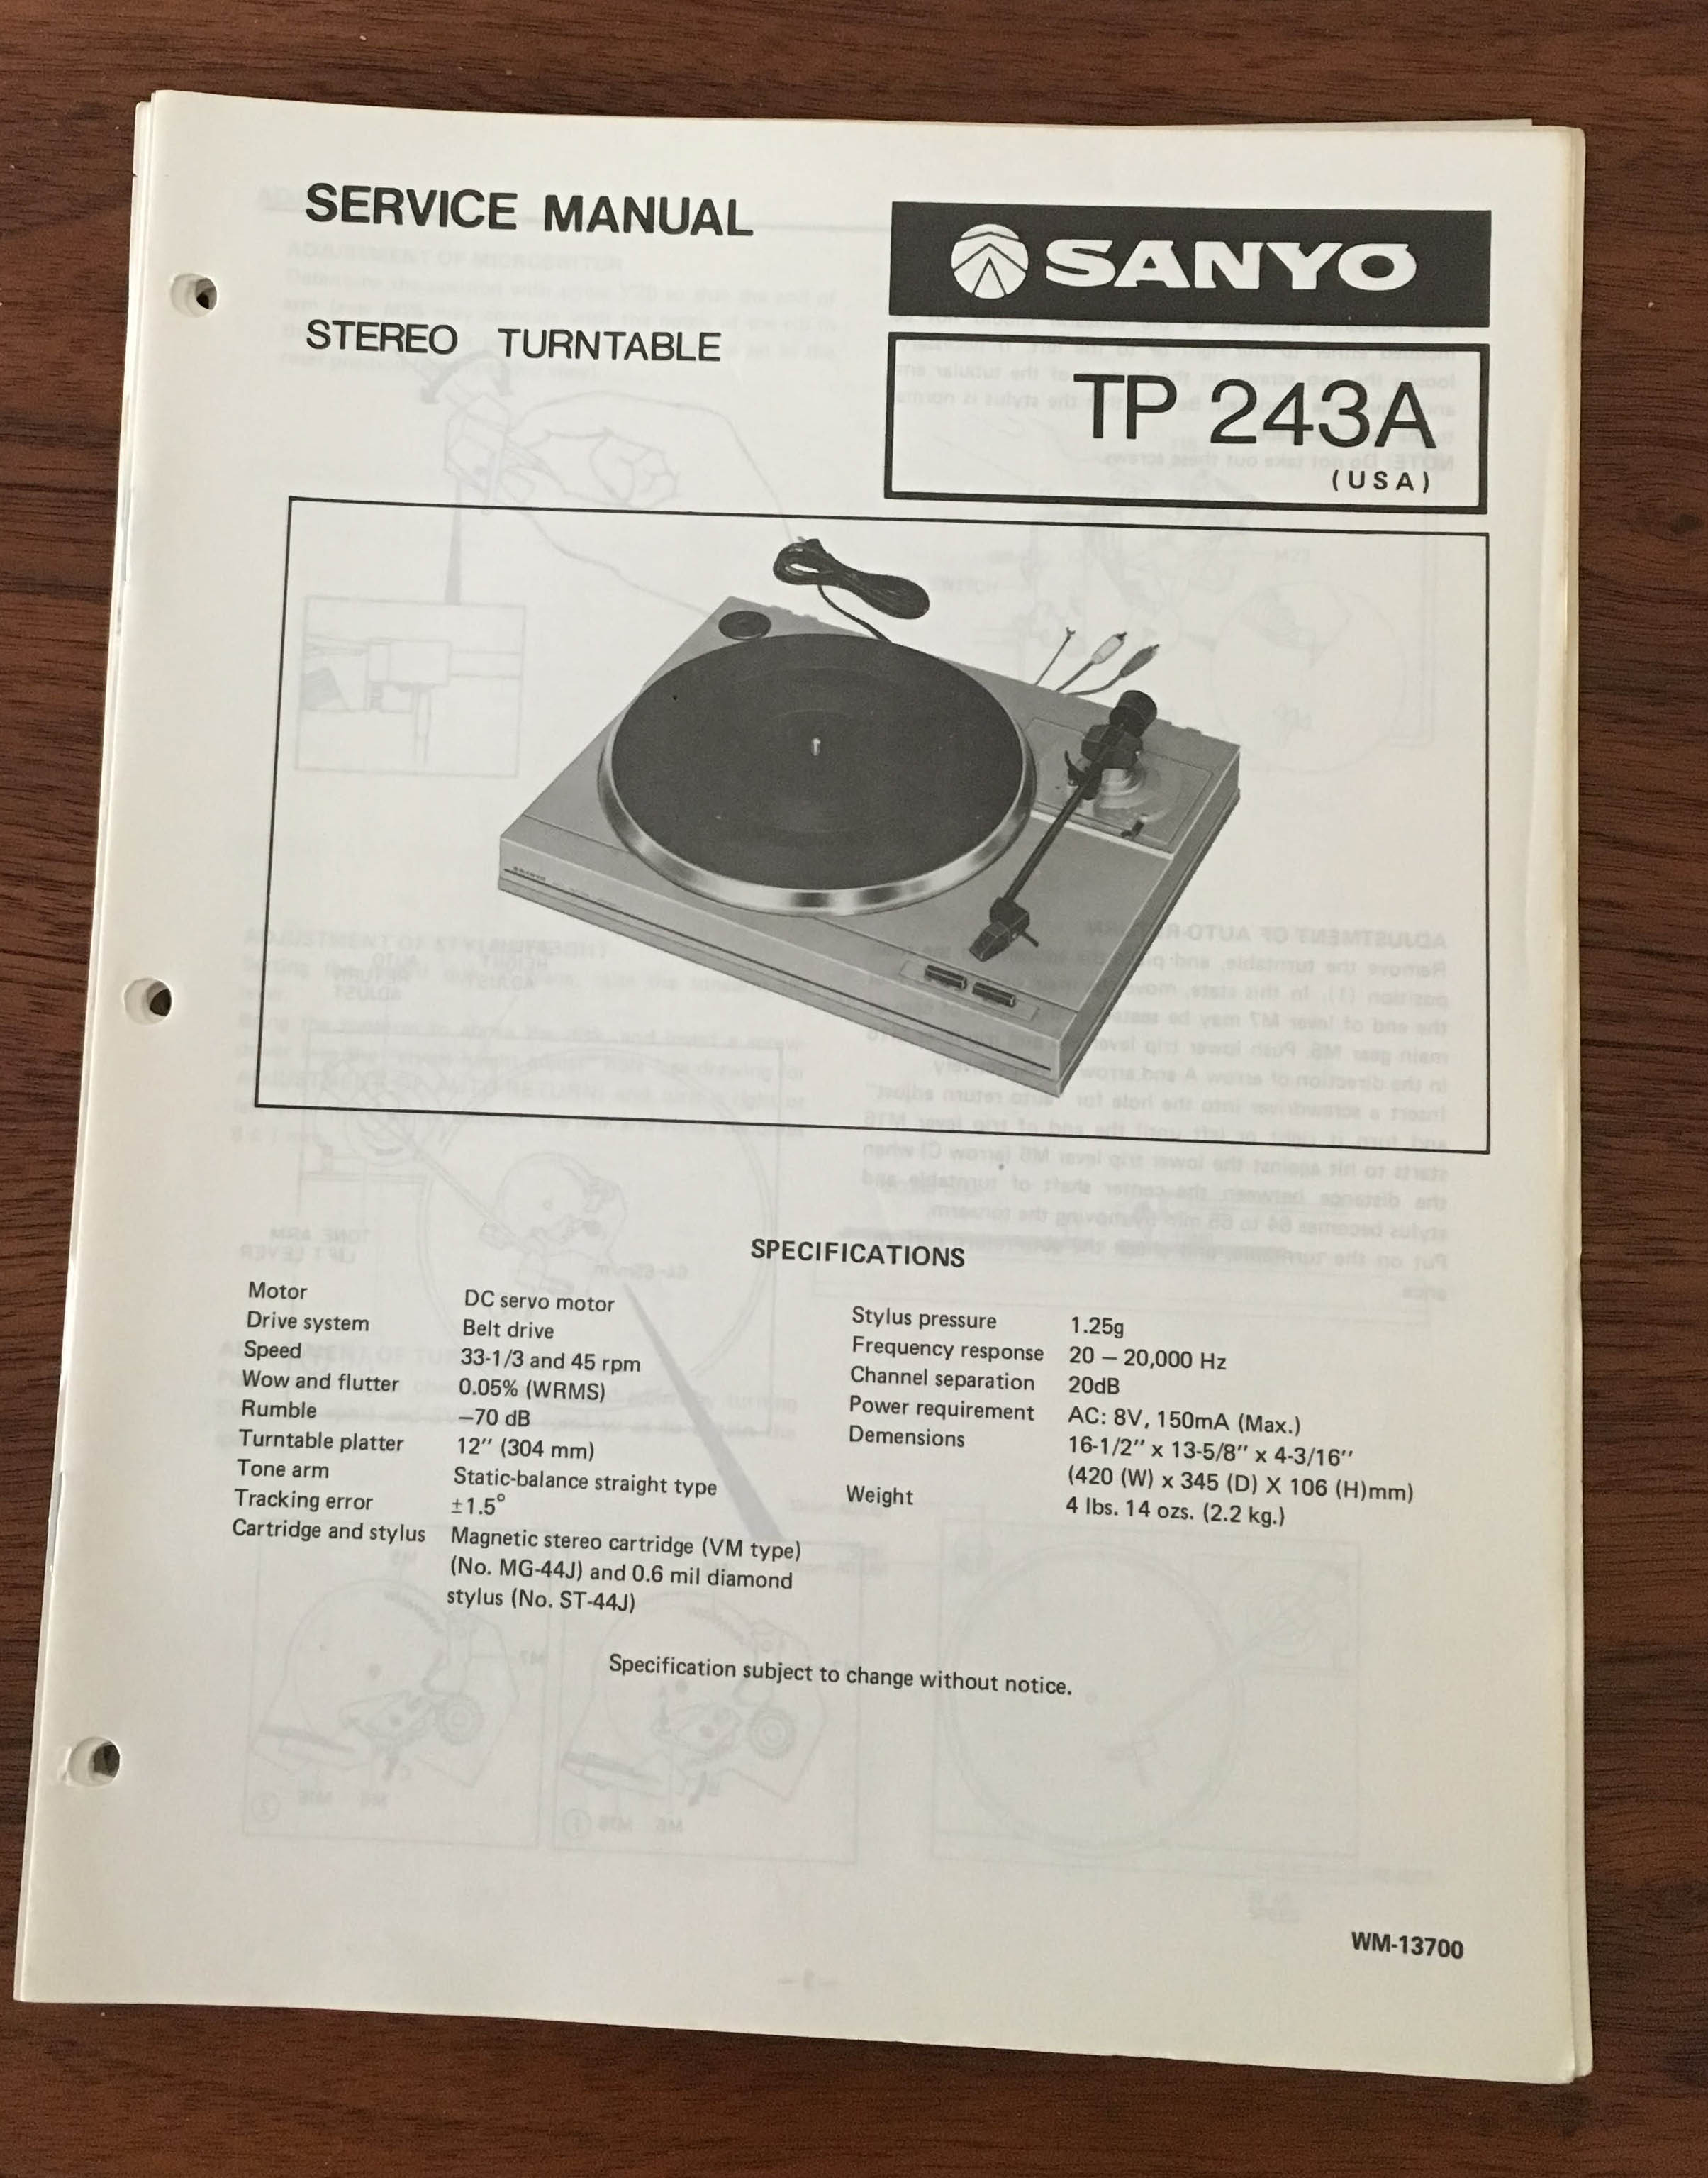 SERVICE MANUAL
SANYO
STEREO TURNTABLE
TP 243A
(USA)
SANYO
SPECIFICATIONS
Motor DC servo motor
Drive system Belt drive
Speed 33-1/3 and 45 rpm
Wow and flutter 0.05% (WRMS)
Rumble —70 dB
Turntable platter 12" (304 mm)
Tone arm Static-balance straight type
Tracking error ±1.5°
Cartridge and stylus Magnetic stereo cartridge (VM type)
(No. MG-44J) and 0.6 mil diamond
stylus (No. ST-44J)
Stylus pressure 1.25g
Frequency response 20 — 20,000 Hz
Channel separation 20dB
Power requirement AC: 8V, 150mA (Max.)
Demensions 16-1/2" x 13-5/8" x 4-3/16"
(420 (W) x 345 (D) X 106 (H)mm)
Weight 4 lbs. 14 ozs. (2.2 kg.)
Specification subject to change without notice.
WM-13700